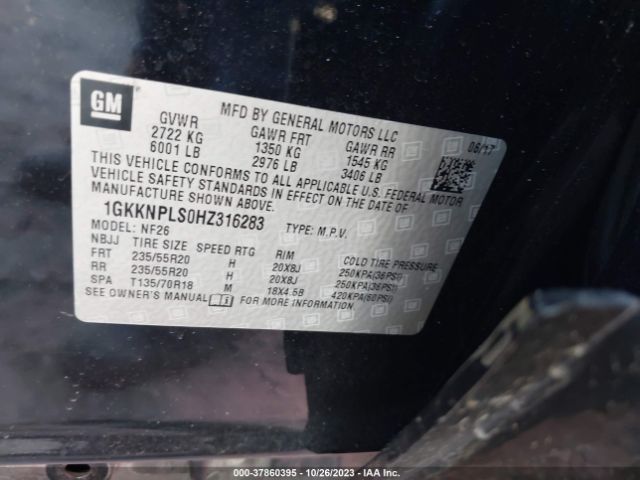 GM
MFD BY GENERAL MOTORS LLC
06/17
GVWR GAWR FRT GAWR RR
2722 KG 1350 KG 1545 KG
6001 LB 2976 LB 3406 LB
THIS VEHICLE CONFORMS TO ALL APPLICABLE U.S. FEDERAL MOTOR
VEHICLE SAFETY STANDARDS IN EFFECT ON THE DATE OF
MANUFACTURE SHOWN ABOVE.
1GKKNPLS0HZ316283 TYPE: M.P.V.
MODEL: NF26
NBJJ TIRE SIZE SPEED RTG RIM COLD TIRE PRESSURE
FRT 235/55R20 H 20X8J 250KPA(36PSI)
RR 235/55R20 H 20X8J 250KPA(36PSI)
SPA T135/70R18 M 18X4.5B 420KPA(60PSI)
SEE OWNER'S MANUAL FOR MORE INFORMATION.
000-37860395 - 10/26/2023 - IAA Inc.